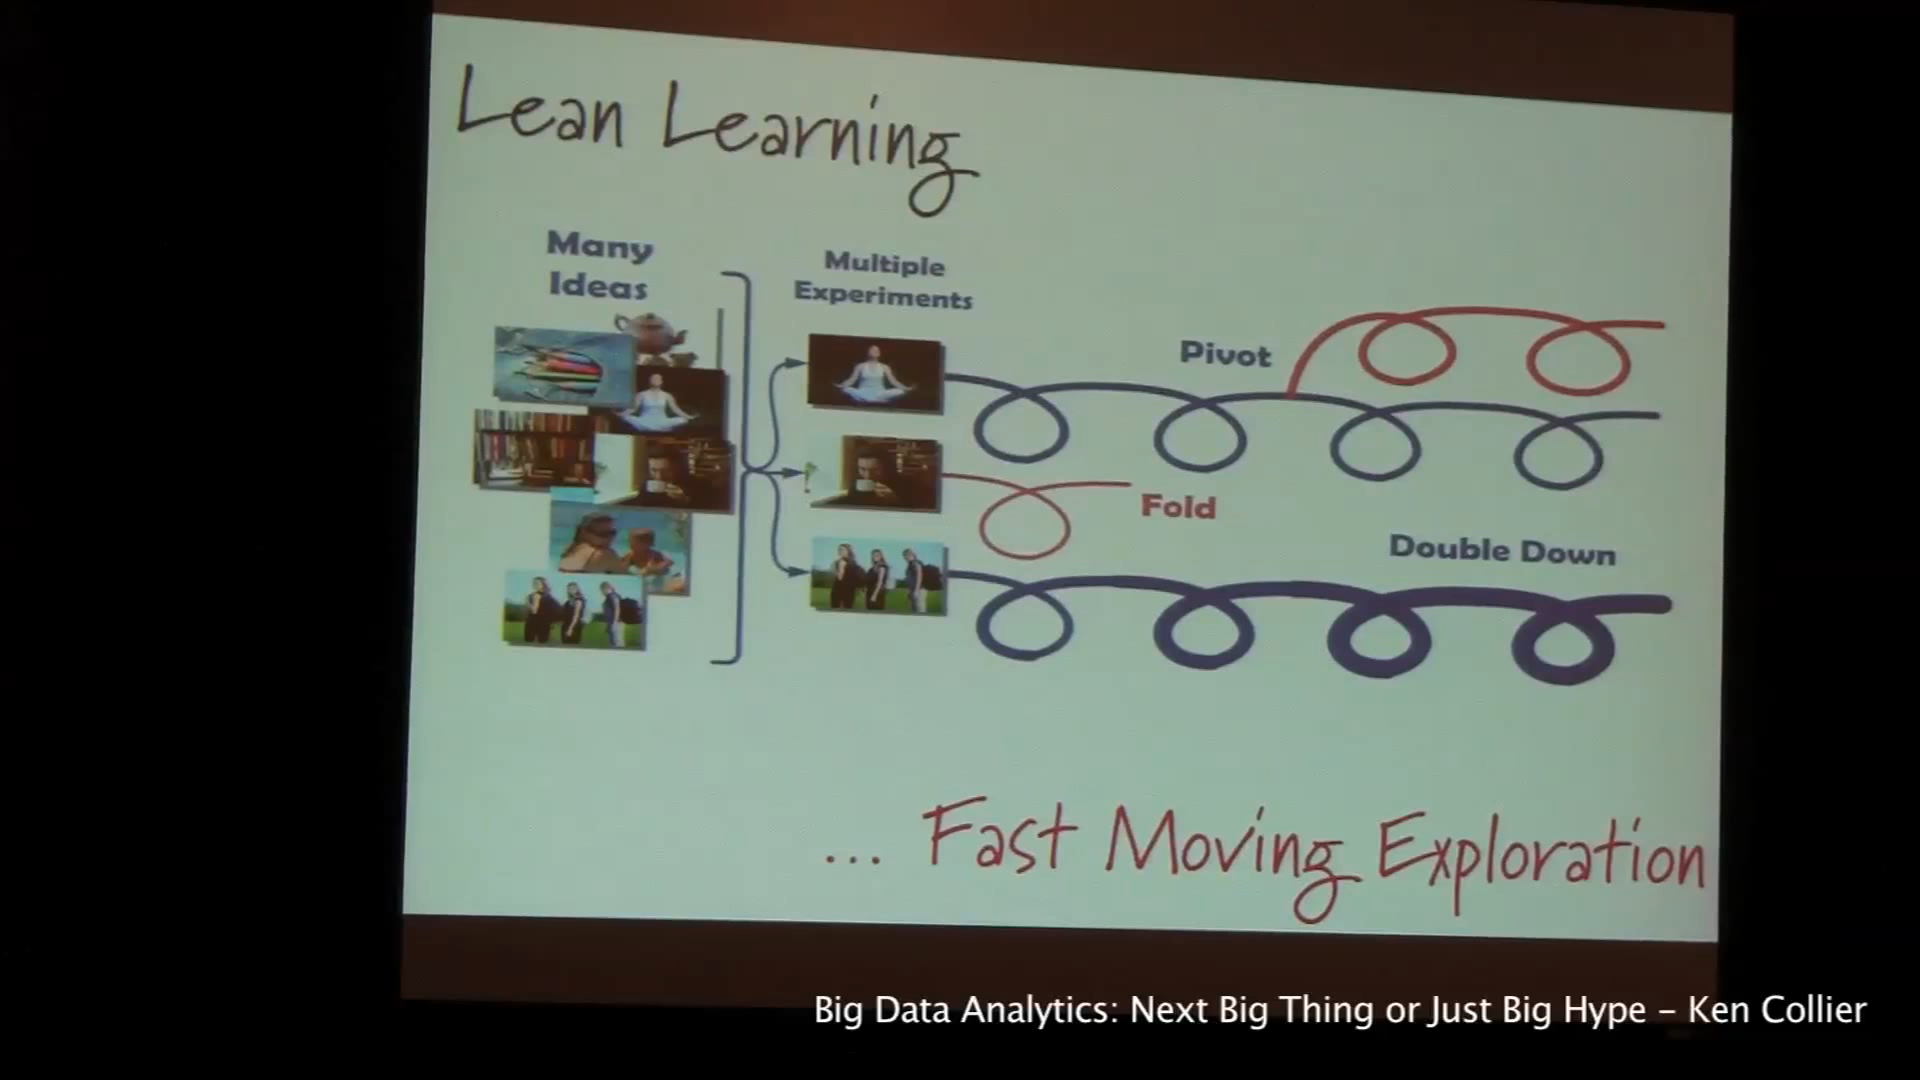 Lean Learning
Many
Ideas
Multiple
Experiments
Pivot
Fold
Double Down
... Fast Moving Exploration
Big Data Analytics: Next Big Thing or Just Big Hype – Ken Collier